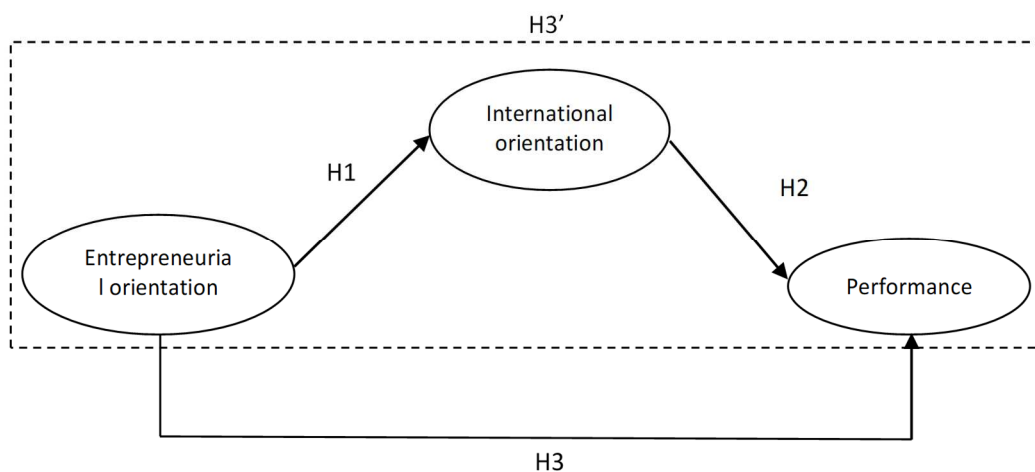 H3’
International
orientation
H1
H2
Entrepreneuria
l orientation
Performance
H3